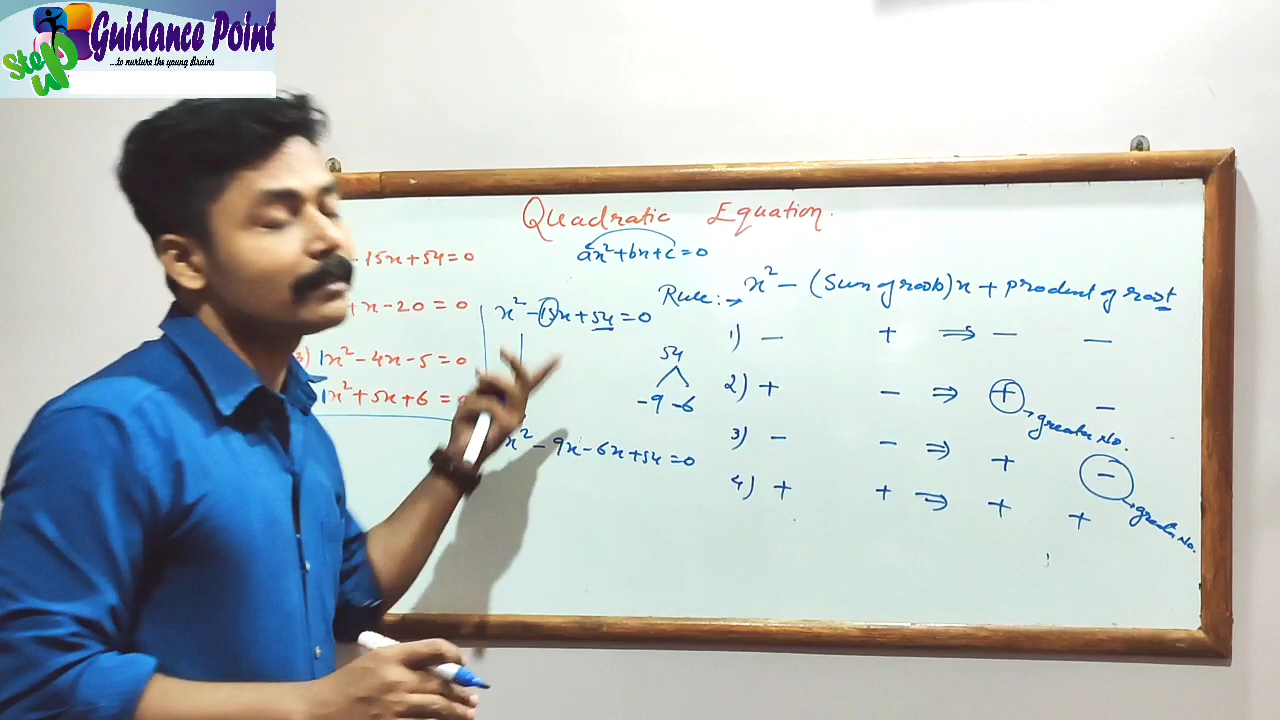 Step up Guidance Point
...to nurture the young Brains
Quadratic Equation.
ax²+bx+c=0
- 15x+54=0
+x-20=0
3) 1x²-4x-5=0
1x²+5x+6=0
x²-15x+54=0
54
-9 -6
x²-9x-6x+54=0
Rule:→ x²-(Sum of roots)x+product of root
1) - + ⇒ - -
2) + - ⇒ + -
greater No.
3) - - ⇒ + -
greater No.
4) + + ⇒ + +